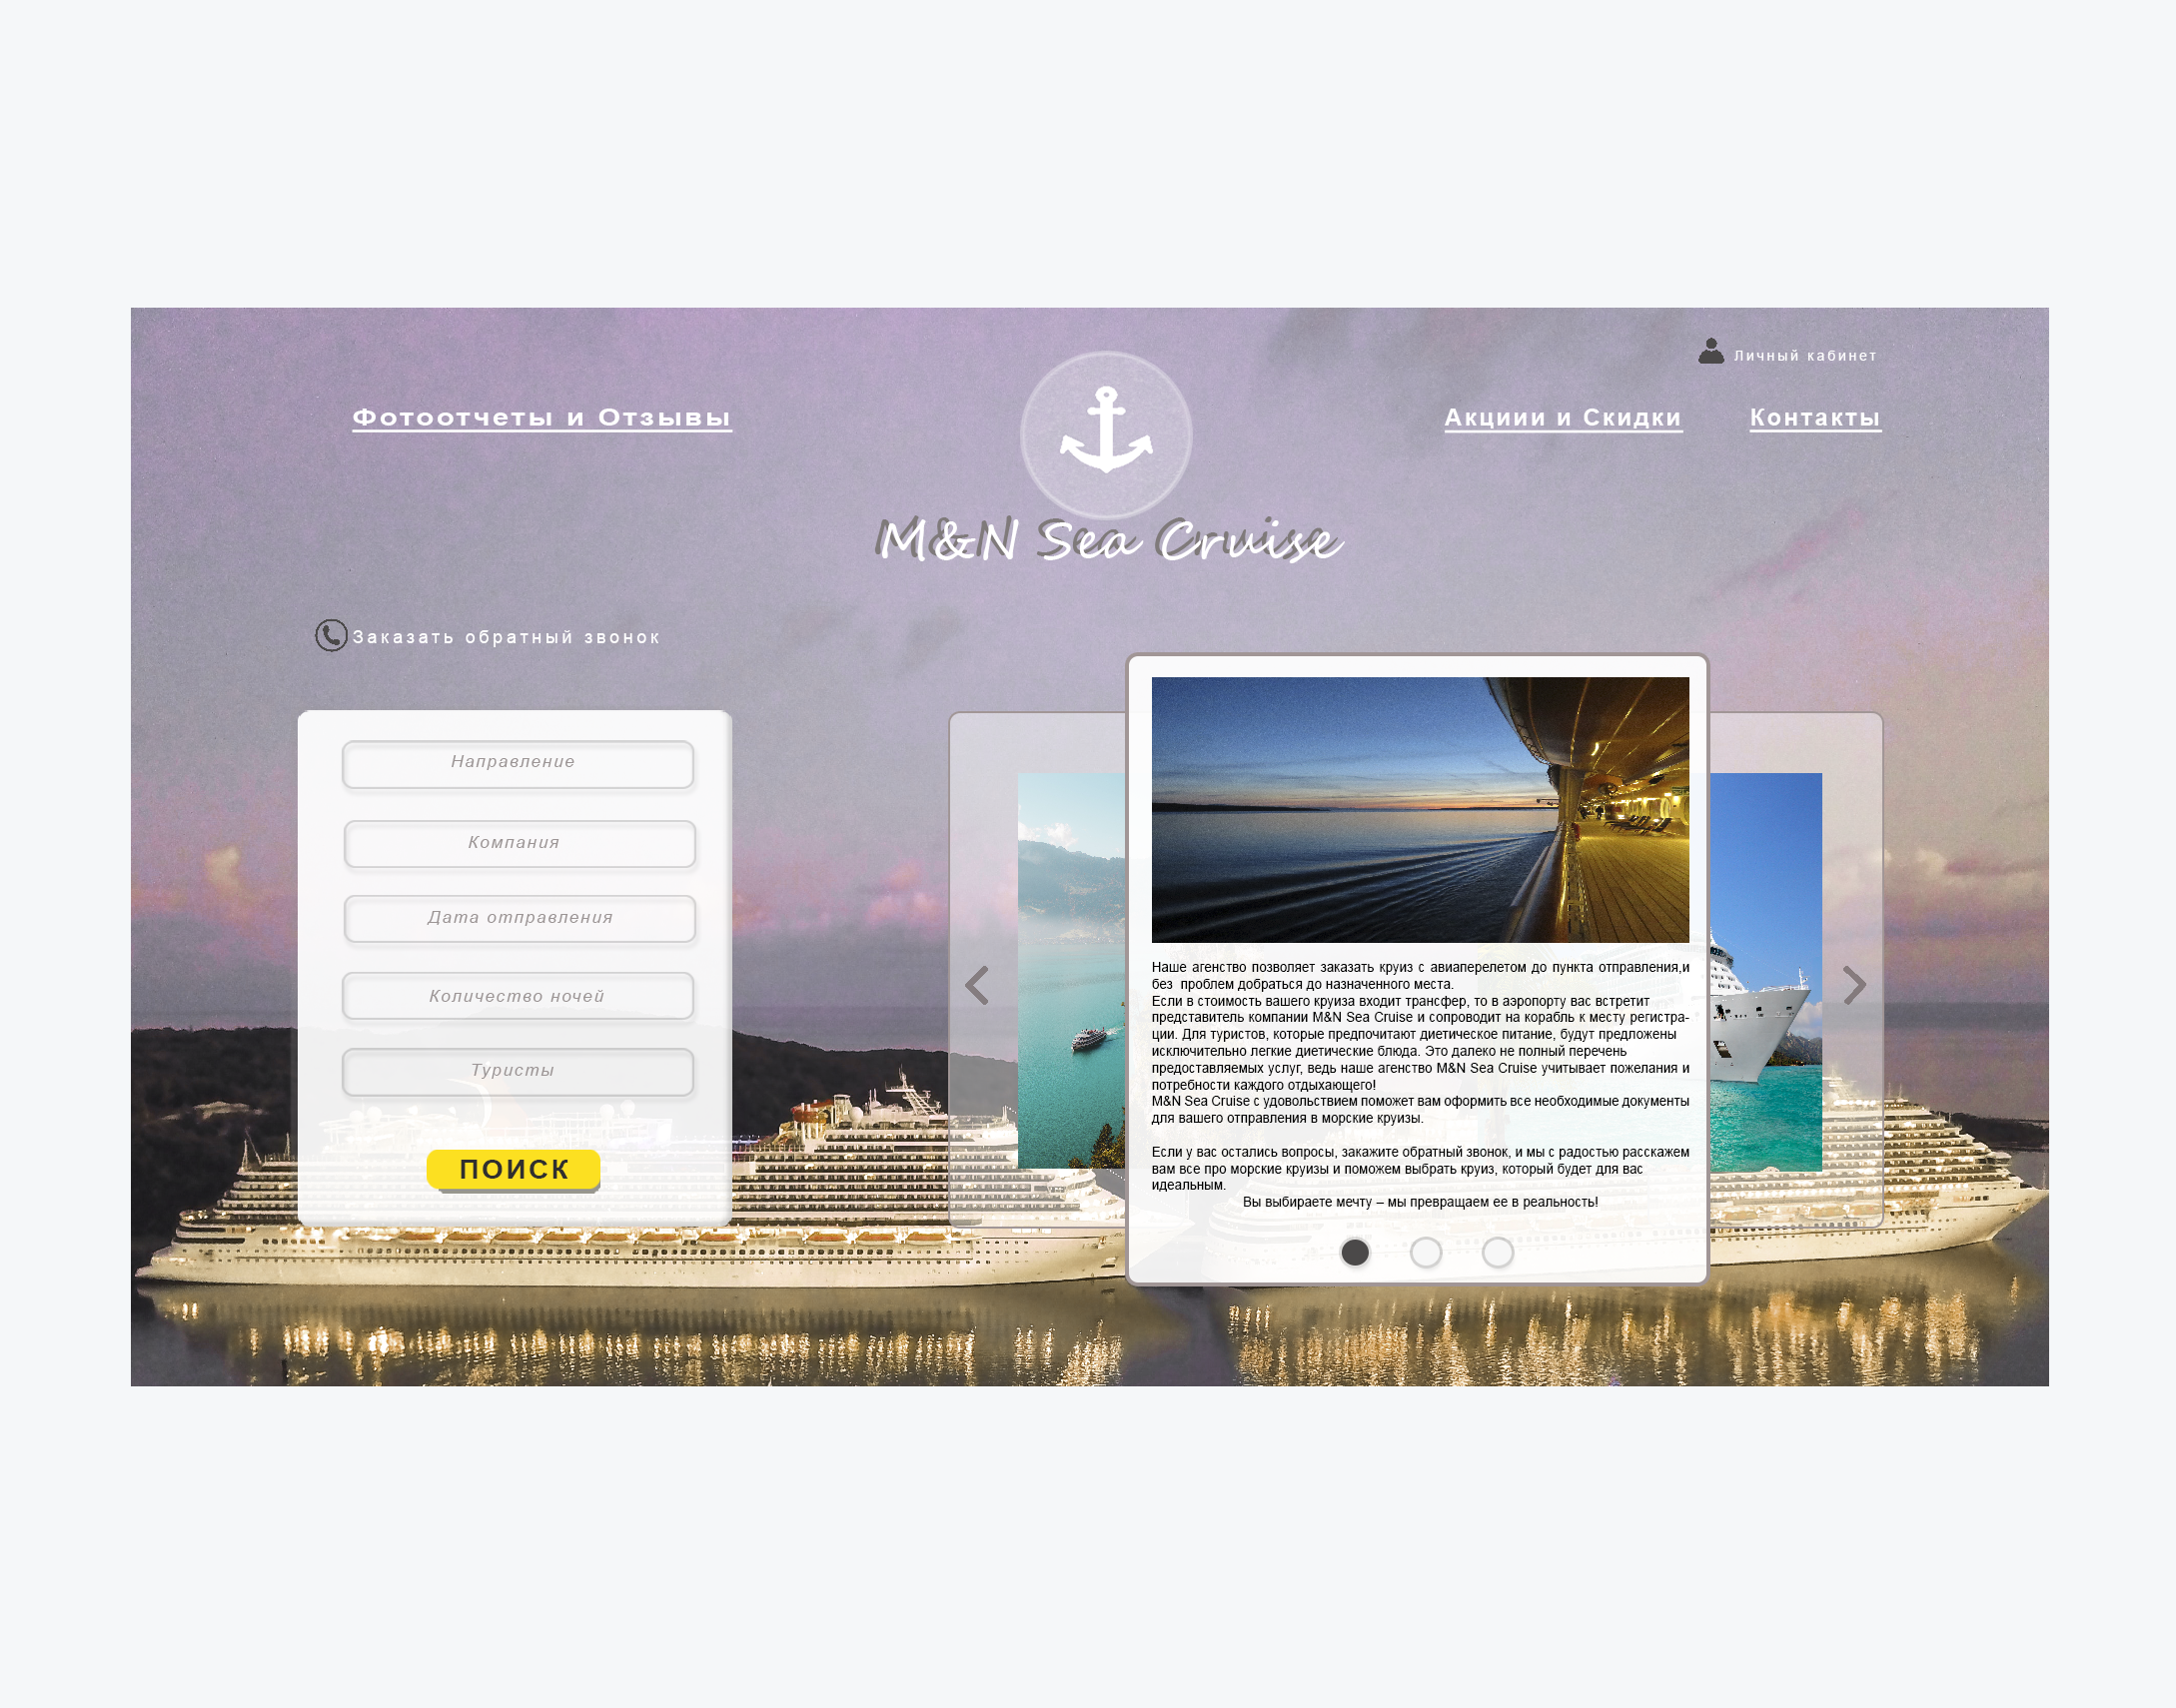 Личный кабинет
Фотоотчеты и Отзывы
Акциии и Скидки
Контакты
M&N Sea Cruise
Заказать обратный звонок
Направление
Компания
Дата отправления
Количество ночей
Туристы
ПОИСК
Наше агенство позволяет заказать круиз с авиаперелетом до пункта отправления,и
без проблем добраться до назначенного места.
Если в стоимость вашего круиза входит трансфер, то в аэропорту вас встретит
представитель компании M&N Sea Cruise и сопроводит на корабль к месту регистра-
ции. Для туристов, которые предпочитают диетическое питание, будут предложены
исключительно легкие диетические блюда. Это далеко не полный перечень
предоставляемых услуг, ведь наше агенство M&N Sea Cruise учитывает пожелания и
потребности каждого отдыхающего!
M&N Sea Cruise с удовольствием поможет вам оформить все необходимые документы
для вашего отправления в морские круизы.
Если у вас остались вопросы, закажите обратный звонок, и мы с радостью расскажем
вам все про морские круизы и поможем выбрать круиз, который будет для вас
идеальным.
Вы выбираете мечту – мы превращаем ее в реальность!